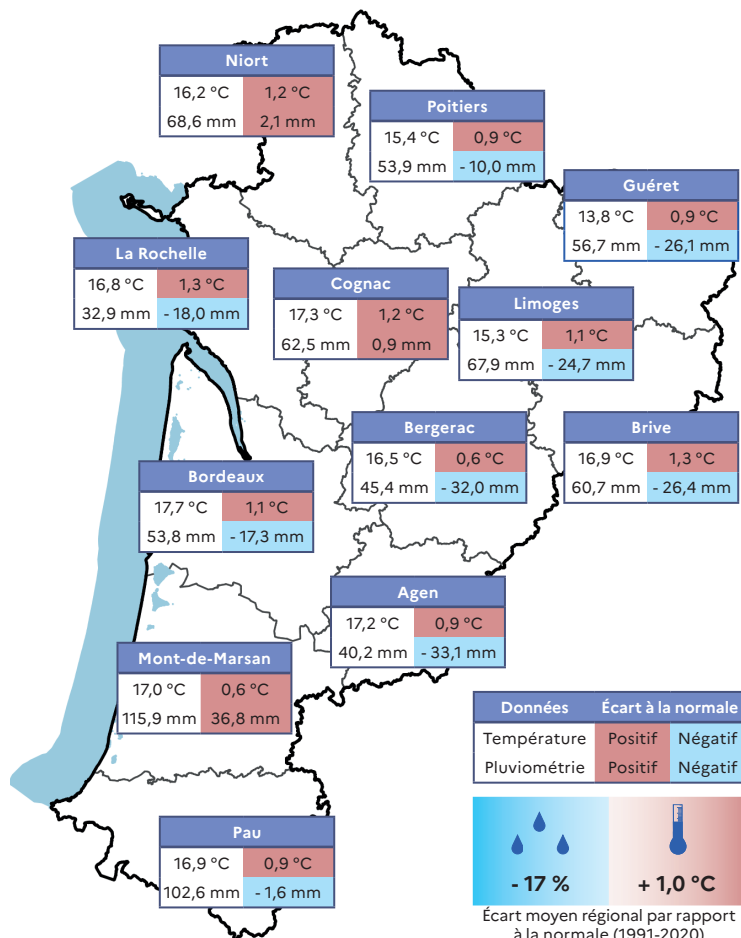 Niort
16,2 °C 1,2 °C
68,6 mm 2,1 mm
Poitiers
15,4 °C 0,9 °C
53,9 mm - 10,0 mm
Guéret
13,8 °C 0,9 °C
56,7 mm - 26,1 mm
La Rochelle
16,8 °C 1,3 °C
32,9 mm - 18,0 mm
Cognac
17,3 °C 1,2 °C
62,5 mm 0,9 mm
Limoges
15,3 °C 1,1 °C
67,9 mm - 24,7 mm
Bergerac
16,5 °C 0,6 °C
45,4 mm - 32,0 mm
Brive
16,9 °C 1,3 °C
60,7 mm - 26,4 mm
Bordeaux
17,7 °C 1,1 °C
53,8 mm - 17,3 mm
Agen
17,2 °C 0,9 °C
40,2 mm - 33,1 mm
Mont-de-Marsan
17,0 °C 0,6 °C
115,9 mm 36,8 mm
Pau
16,9 °C 0,9 °C
102,6 mm - 1,6 mm
Données Écart à la normale
Température Positif Négatif
Pluviométrie Positif Négatif
- 17 % + 1,0 °C
Écart moyen régional par rapport
à la normale (1991-2020)